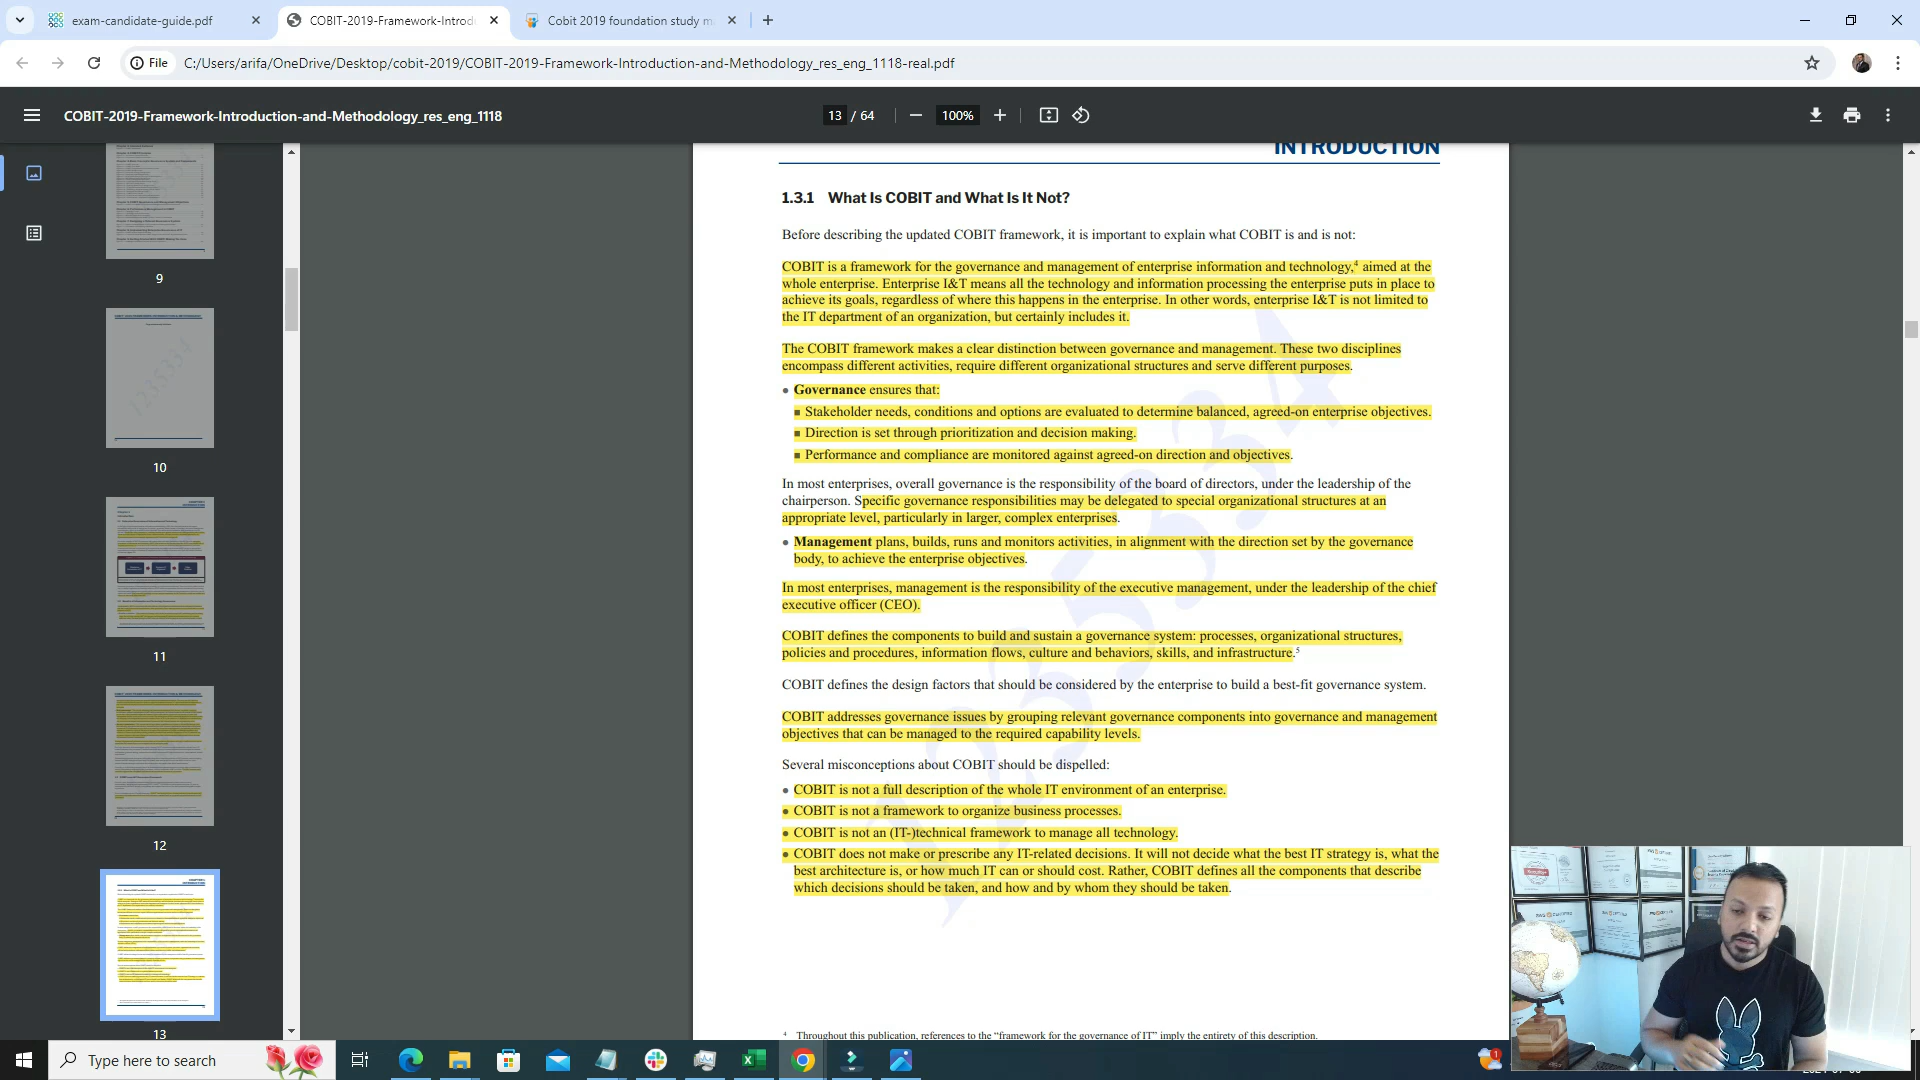 exam-candidate-guide.pdf
COBIT-2019-Framework-Introd
Cobit 2019 foundation study m
File
C:/Users/arifa/OneDrive/Desktop/cobit-2019/COBIT-2019-Framework-Introduction-and-Methodology_res_eng_1118-real.pdf
COBIT-2019-Framework-Introduction-and-Methodology_res_eng_1118
13 / 64
100%
9
10
11
12
13
INTRODUCTION
1.3.1 What Is COBIT and What Is It Not?
Before describing the updated COBIT framework, it is important to explain what COBIT is and is not:
COBIT is a framework for the governance and management of enterprise information and technology,⁴ aimed at the
whole enterprise. Enterprise I&T means all the technology and information processing the enterprise puts in place to
achieve its goals, regardless of where this happens in the enterprise. In other words, enterprise I&T is not limited to
the IT department of an organization, but certainly includes it.
The COBIT framework makes a clear distinction between governance and management. These two disciplines
encompass different activities, require different organizational structures and serve different purposes.
• Governance ensures that:
▪ Stakeholder needs, conditions and options are evaluated to determine balanced, agreed-on enterprise objectives.
▪ Direction is set through prioritization and decision making.
▪ Performance and compliance are monitored against agreed-on direction and objectives.
In most enterprises, overall governance is the responsibility of the board of directors, under the leadership of the
chairperson. Specific governance responsibilities may be delegated to special organizational structures at an
appropriate level, particularly in larger, complex enterprises.
• Management plans, builds, runs and monitors activities, in alignment with the direction set by the governance
body, to achieve the enterprise objectives.
In most enterprises, management is the responsibility of the executive management, under the leadership of the chief
executive officer (CEO).
COBIT defines the components to build and sustain a governance system: processes, organizational structures,
policies and procedures, information flows, culture and behaviors, skills, and infrastructure.⁵
COBIT defines the design factors that should be considered by the enterprise to build a best-fit governance system.
COBIT addresses governance issues by grouping relevant governance components into governance and management
objectives that can be managed to the required capability levels.
Several misconceptions about COBIT should be dispelled:
• COBIT is not a full description of the whole IT environment of an enterprise.
• COBIT is not a framework to organize business processes.
• COBIT is not an (IT-)technical framework to manage all technology.
• COBIT does not make or prescribe any IT-related decisions. It will not decide what the best IT strategy is, what the
best architecture is, or how much IT can or should cost. Rather, COBIT defines all the components that describe
which decisions should be taken, and how and by whom they should be taken.
⁴ Throughout this publication, references to the “framework for the governance of IT” imply the entirety of this description.
1235334
Type here to search
1